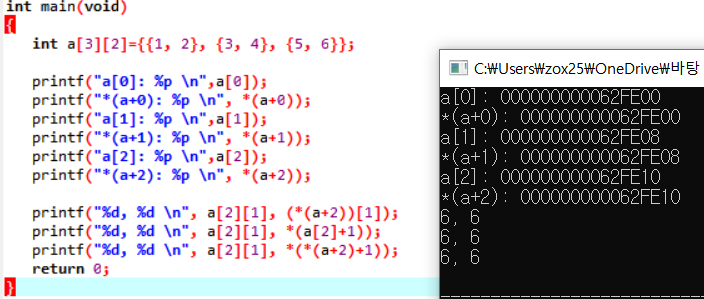 int main(void)
{
int a[3][2]={{1, 2}, {3, 4}, {5, 6}};
printf("a[0]: %p \n",a[0]);
printf("*(a+0): %p \n", *(a+0));
printf("a[1]: %p \n",a[1]);
printf("*(a+1): %p \n", *(a+1));
printf("a[2]: %p \n",a[2]);
printf("*(a+2): %p \n", *(a+2));
printf("%d, %d \n", a[2][1], (*(a+2))[1]);
printf("%d, %d \n", a[2][1], *(a[2]+1));
printf("%d, %d \n", a[2][1], *(*(a+2)+1));
return 0;
}
C:₩Users₩zox25₩OneDrive₩바탕
a[0]: 000000000062FE00
*(a+0): 000000000062FE00
a[1]: 000000000062FE08
*(a+1): 000000000062FE08
a[2]: 000000000062FE10
*(a+2): 000000000062FE10
6, 6
6, 6
6, 6